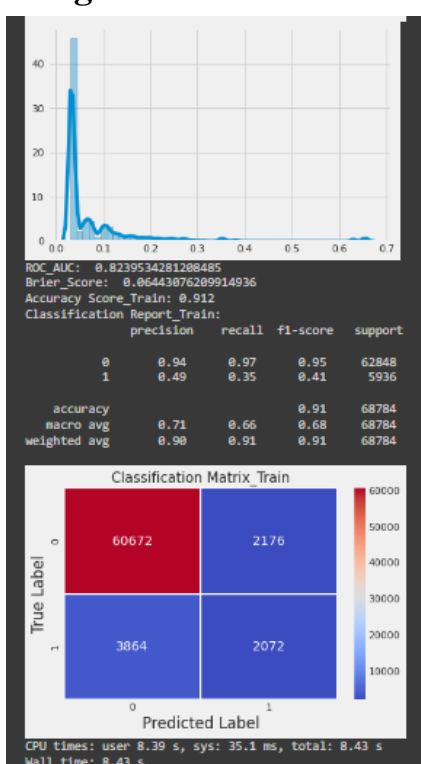 40
30
20
10
0
0.0 0.1 0.2 0.3 0.4 0.5 0.6 0.7
ROC_AUC: 0.8239534281208485
Brier_Score: 0.06443076209914936
Accuracy Score_Train: 0.912
Classification Report_Train:
precision recall f1-score support
0 0.94 0.97 0.95 62848
1 0.49 0.35 0.41 5936
accuracy 0.91 68784
macro avg 0.71 0.66 0.68 68784
weighted avg 0.90 0.91 0.91 68784
Classification Matrix_Train
60000
50000
40000
30000
20000
10000
True Label
0 60672 2176
1 3864 2072
0 1
Predicted Label
CPU times: user 8.39 s, sys: 35.1 ms, total: 8.43 s
Wall time: 8.43 s